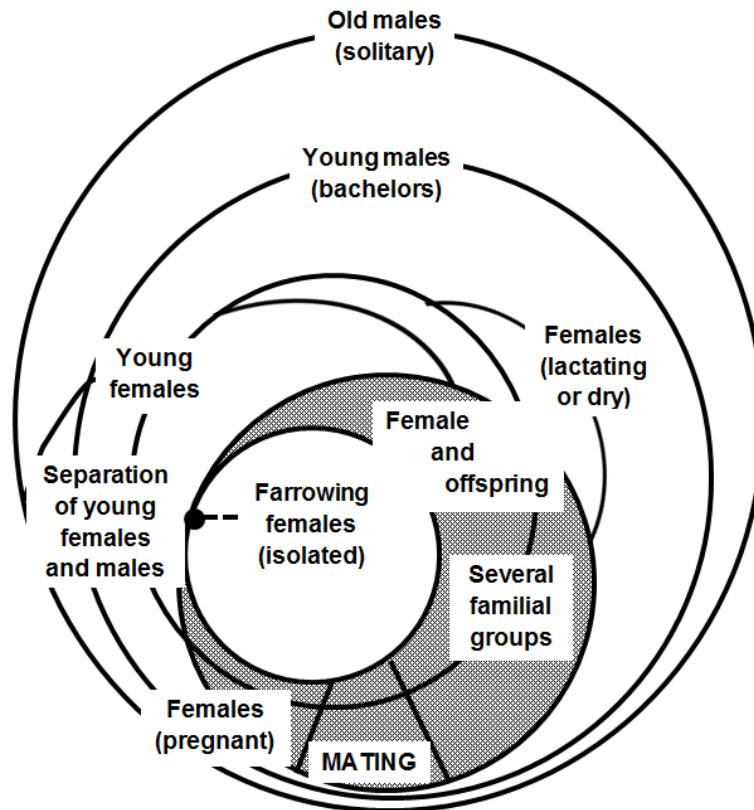 Old males
(solitary)
Young males
(bachelors)
Young
females
Females
(lactating
or dry)
Female
and
offspring
Separation
of young
females
and males
Farrowing
females
(isolated)
Several
familial
groups
Females
(pregnant)
MATING